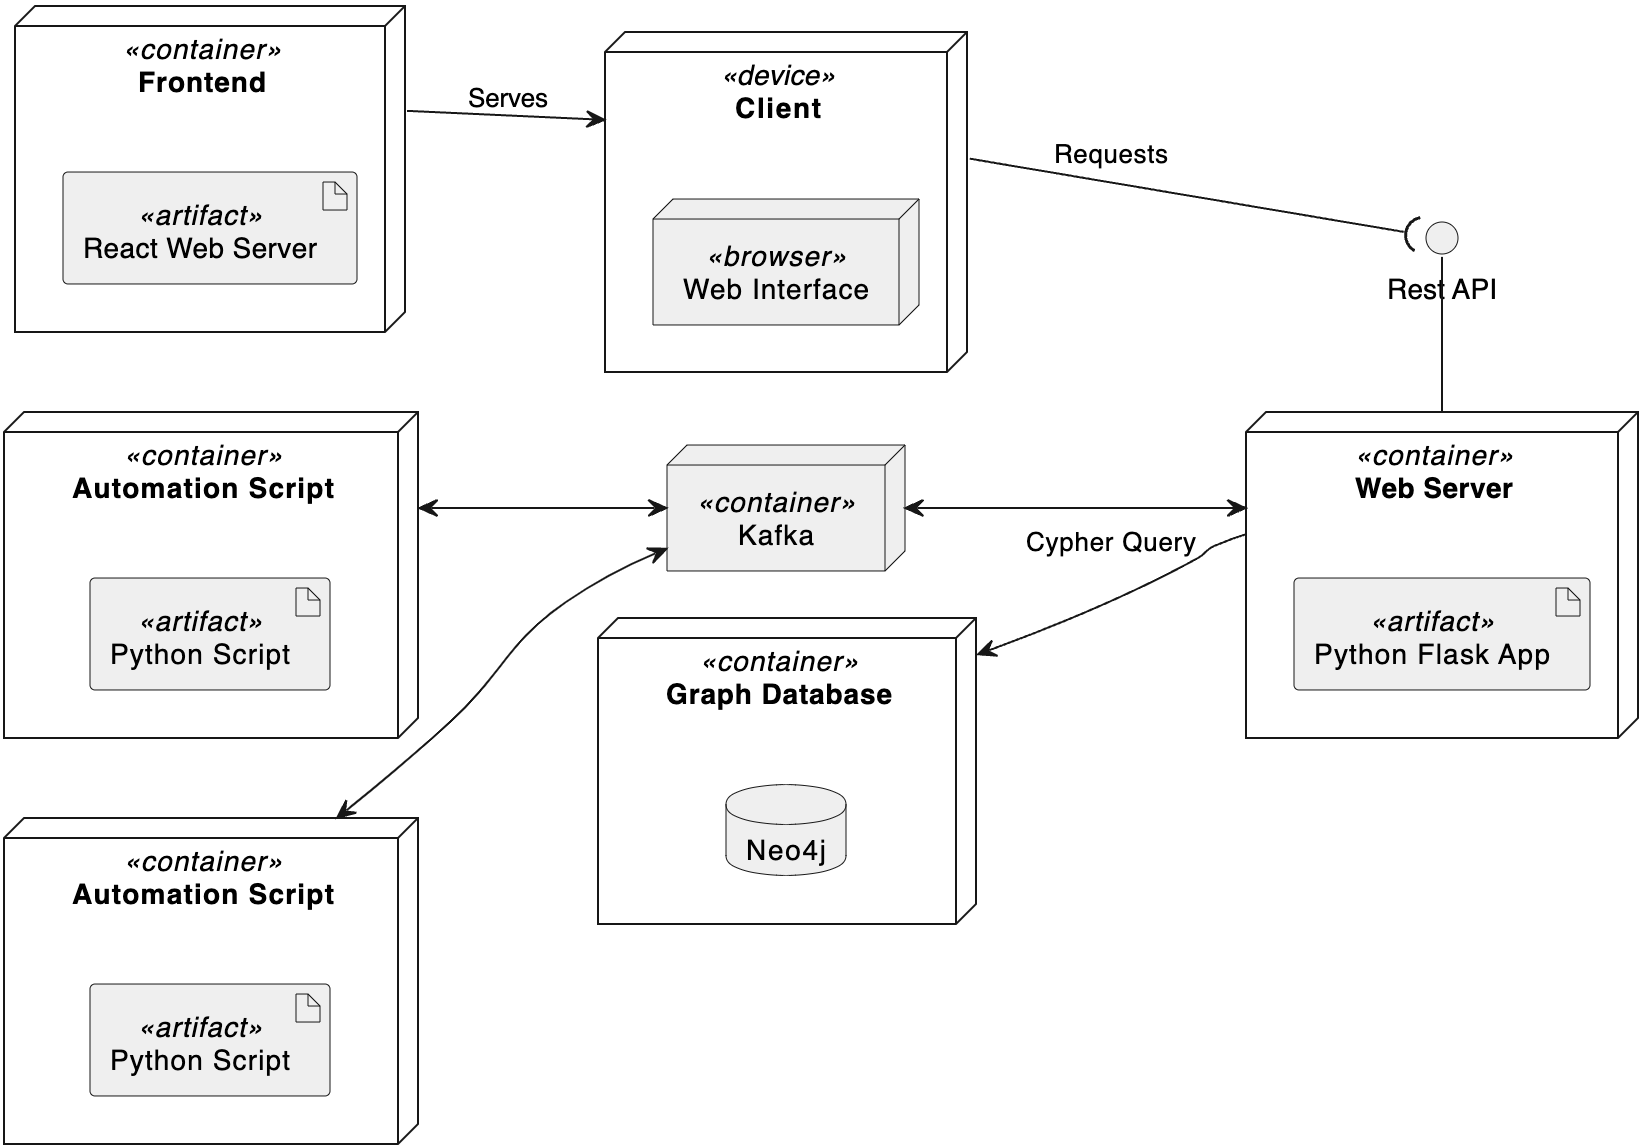 «container»
Frontend
«artifact»
React Web Server
Serves
«device»
Client
«browser»
Web Interface
Requests
Rest API
«container»
Automation Script
«artifact»
Python Script
«container»
Kafka
«container»
Web Server
«artifact»
Python Flask App
Cypher Query
«container»
Graph Database
Neo4j
«container»
Automation Script
«artifact»
Python Script